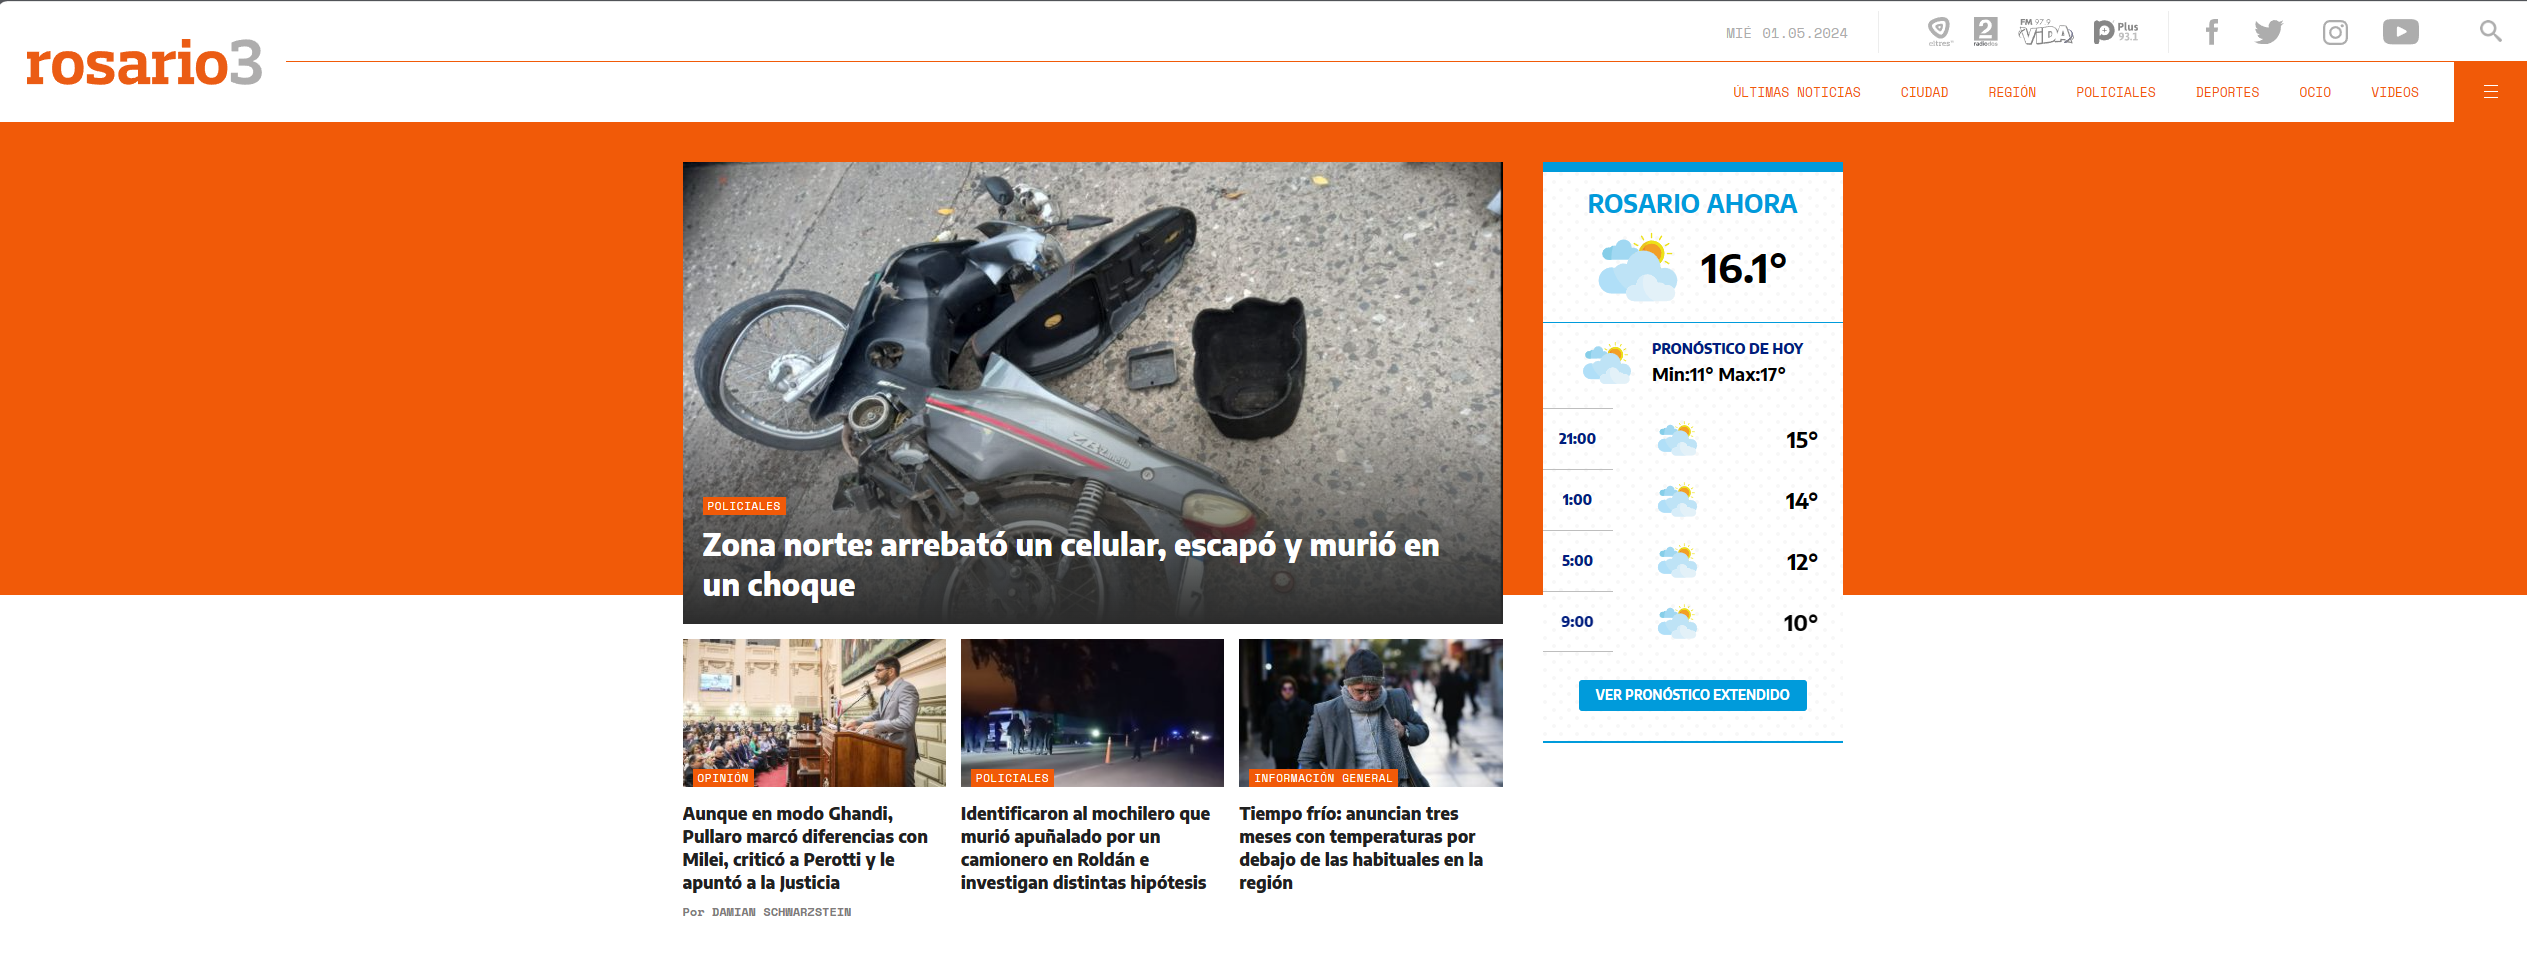 rosario3
MIÉ 01.05.2024
eltres
2
radiodos
FM 97.9
ViDA
Plus
93.1
ÚLTIMAS NOTICIAS
CIUDAD
REGIÓN
POLICIALES
DEPORTES
OCIO
VIDEOS
ZB Zanella
POLICIALES
Zona norte: arrebató un celular, escapó y murió en
un choque
OPINIÓN
Aunque en modo Ghandi,
Pullaro marcó diferencias con
Milei, criticó a Perotti y le
apuntó a la Justicia
Por DAMIAN SCHWARZSTEIN
POLICIALES
Identificaron al mochilero que
murió apuñalado por un
camionero en Roldán e
investigan distintas hipótesis
INFORMACIÓN GENERAL
Tiempo frío: anuncian tres
meses con temperaturas por
debajo de las habituales en la
región
ROSARIO AHORA
16.1°
PRONÓSTICO DE HOY
Min:11° Max:17°
21:00 15°
1:00 14°
5:00 12°
9:00 10°
VER PRONÓSTICO EXTENDIDO